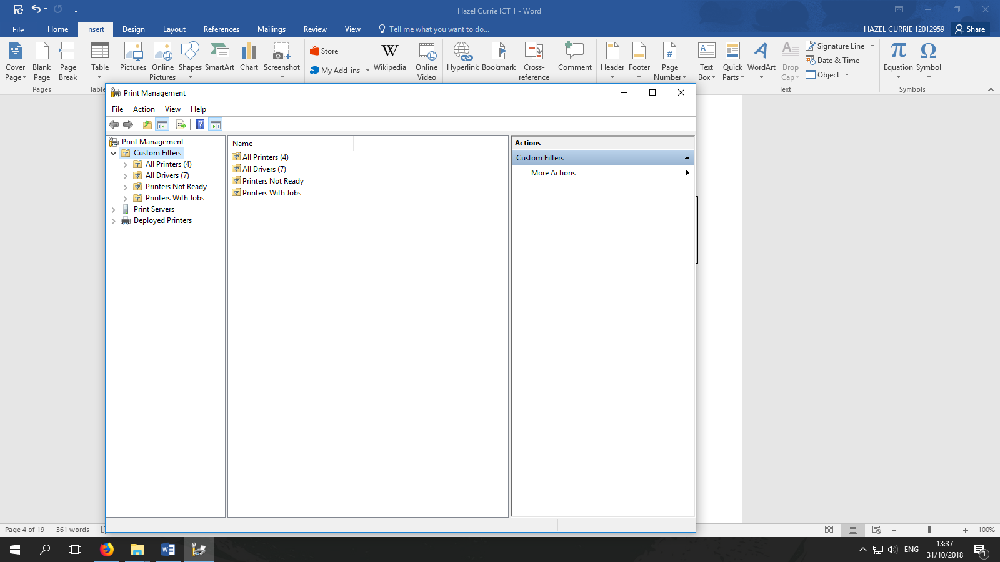 Hazel Currie ICT 1 - Word
File Home Insert Design Layout References Mailings Review View Tell me what you want to do... HAZEL CURRIE 12012959 Share
Cover Page
Blank Page
Page Break
Pages
Table
Table
Pictures
Online Pictures
Shapes
SmartArt
Chart
Screenshot
Store
My Add-ins
W
Wikipedia
Online Video
Hyperlink
Bookmark
Cross-reference
Comment
Header
Footer
#
Page Number
A
Text Box
Quick Parts
A
WordArt
A
Drop Cap
Signature Line
Date & Time
Object
Text
π
Equation
Ω
Symbol
Symbols
Print Management
File Action View Help
?
Print Management
Custom Filters
All Printers (4)
All Drivers (7)
Printers Not Ready
Printers With Jobs
Print Servers
Deployed Printers
Name
All Printers (4)
All Drivers (7)
Printers Not Ready
Printers With Jobs
Actions
Custom Filters
More Actions
Page 4 of 19 361 words
100%
W
ENG
13:37
31/10/2018
1